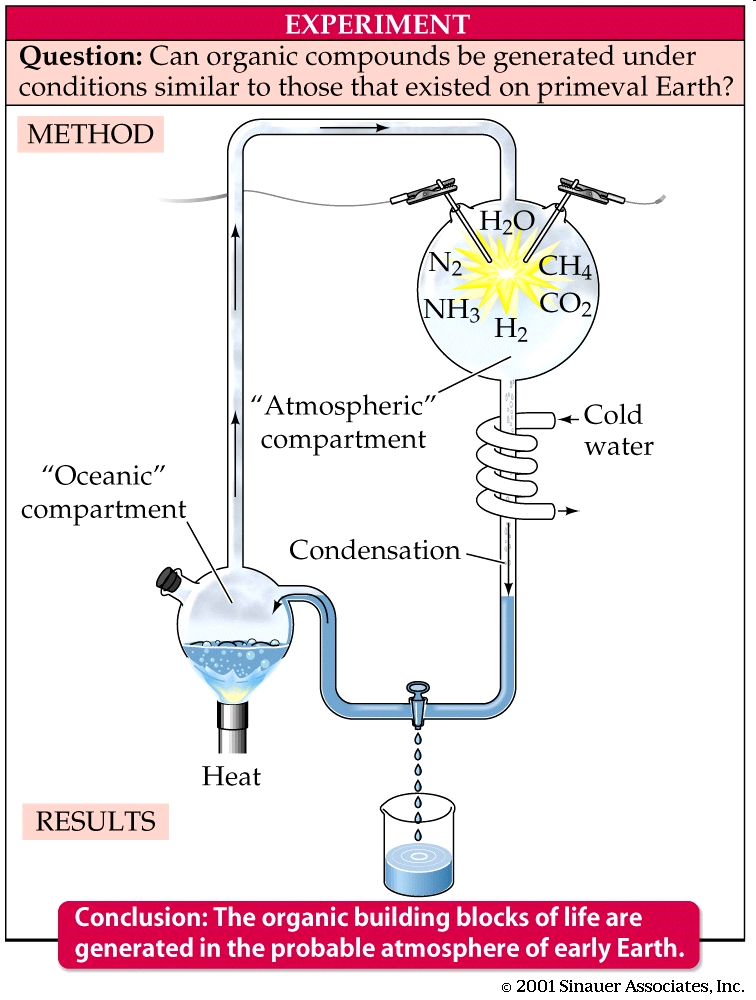 EXPERIMENT
Question: Can organic compounds be generated under
conditions similar to those that existed on primeval Earth?
METHOD
H₂O
N₂
CH₄
NH₃
CO₂
H₂
“Atmospheric”
compartment
Cold
water
“Oceanic”
compartment
Condensation
Heat
RESULTS
Conclusion: The organic building blocks of life are
generated in the probable atmosphere of early Earth.
© 2001 Sinauer Associates, Inc.